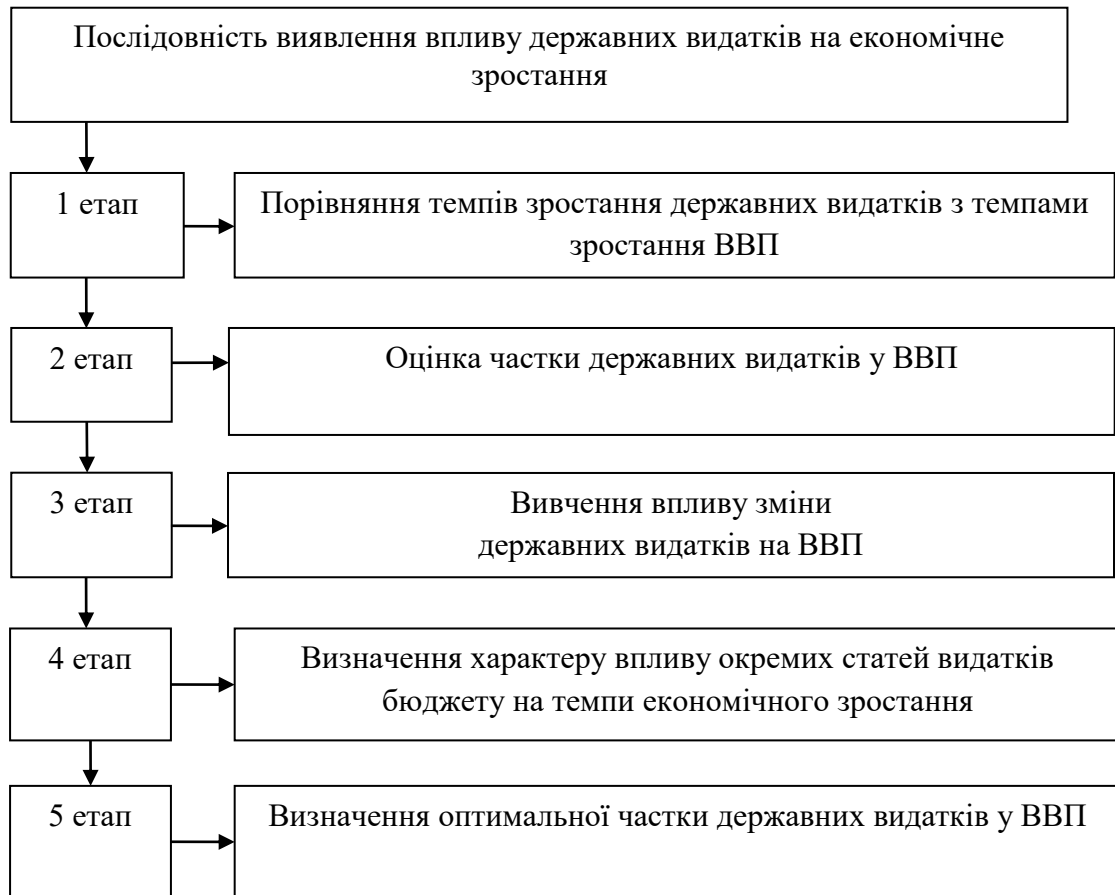 Послідовність виявлення впливу державних видатків на економічне
зростання
1 етап
Порівняння темпів зростання державних видатків з темпами
зростання ВВП
2 етап
Оцінка частки державних видатків у ВВП
3 етап
Вивчення впливу зміни
державних видатків на ВВП
4 етап
Визначення характеру впливу окремих статей видатків
бюджету на темпи економічного зростання
5 етап
Визначення оптимальної частки державних видатків у ВВП